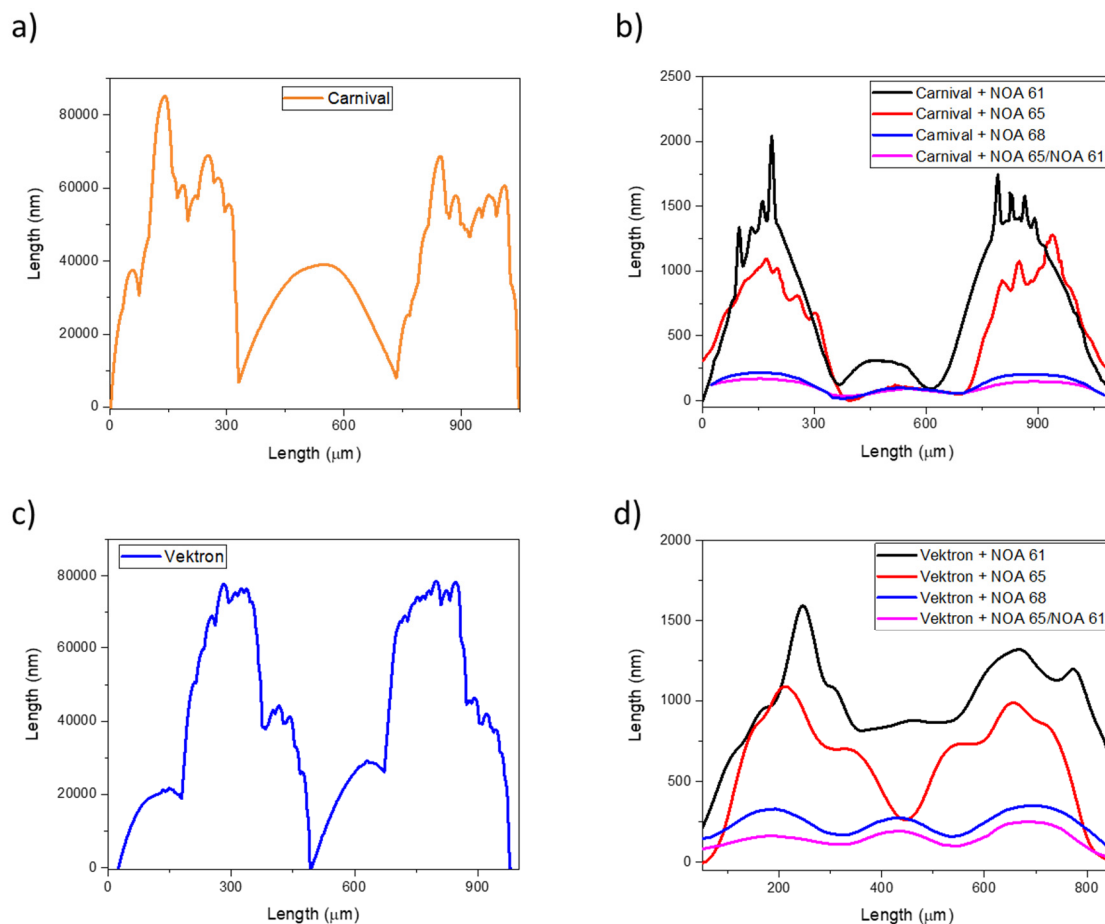 a)
Carnival
80000
60000
40000
20000
0
Length (nm)
0 300 600 900
Length (μm)
b)
Carnival + NOA 61
Carnival + NOA 65
Carnival + NOA 68
Carnival + NOA 65/NOA 61
2500
2000
1500
1000
500
0
Length (nm)
0 300 600 900
Length (μm)
c)
Vektron
80000
60000
40000
20000
0
Length (nm)
0 300 600 900
Length (μm)
d)
Vektron + NOA 61
Vektron + NOA 65
Vektron + NOA 68
Vektron + NOA 65/NOA 61
2000
1500
1000
500
0
Length (nm)
200 400 600 800
Length (μm)